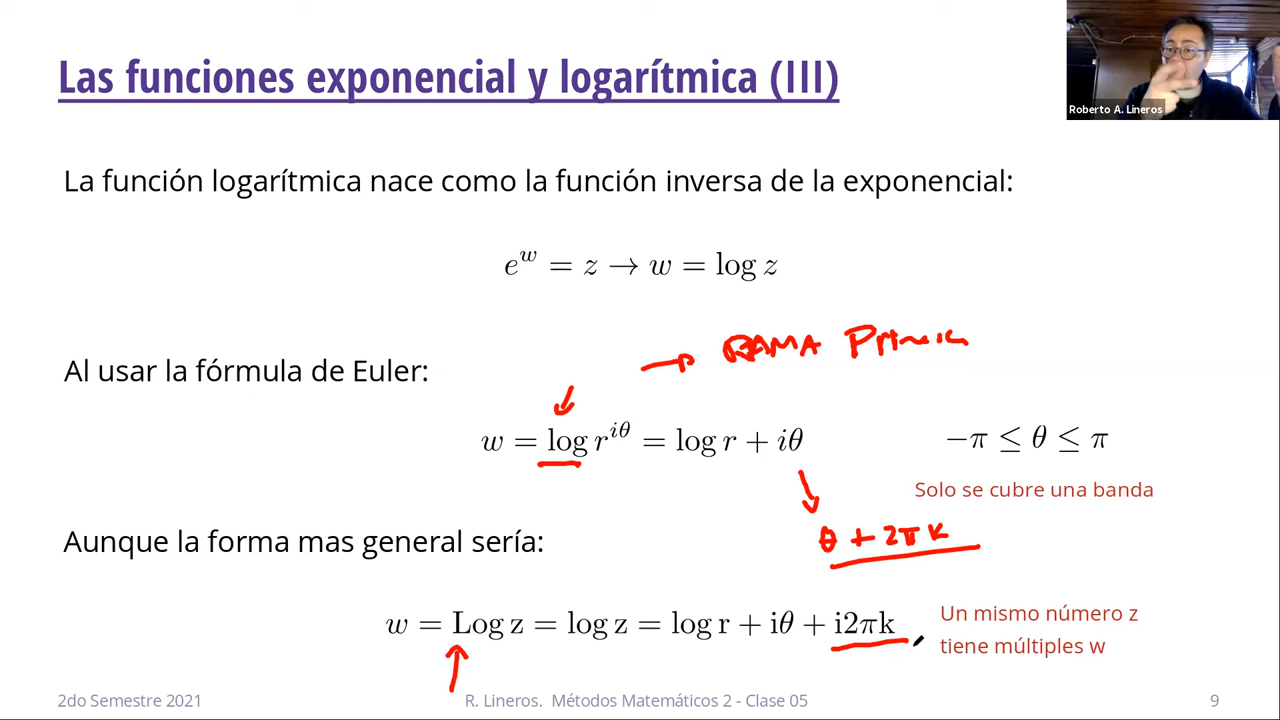 Las funciones exponencial y logarítmica (III)
Roberto A. Lineros
La función logarítmica nace como la función inversa de la exponencial:
e^w = z → w = log z
→ RAMA
Al usar la fórmula de Euler:
w = log r^{iθ} = log r + iθ
−π ≤ θ ≤ π
Solo se cubre una banda
θ + 2πk
Aunque la forma mas general sería:
w = Log z = log z = log r + iθ + i2πk
Un mismo número z
tiene múltiples w
2do Semestre 2021
R. Lineros. Métodos Matemáticos 2 - Clase 05
9